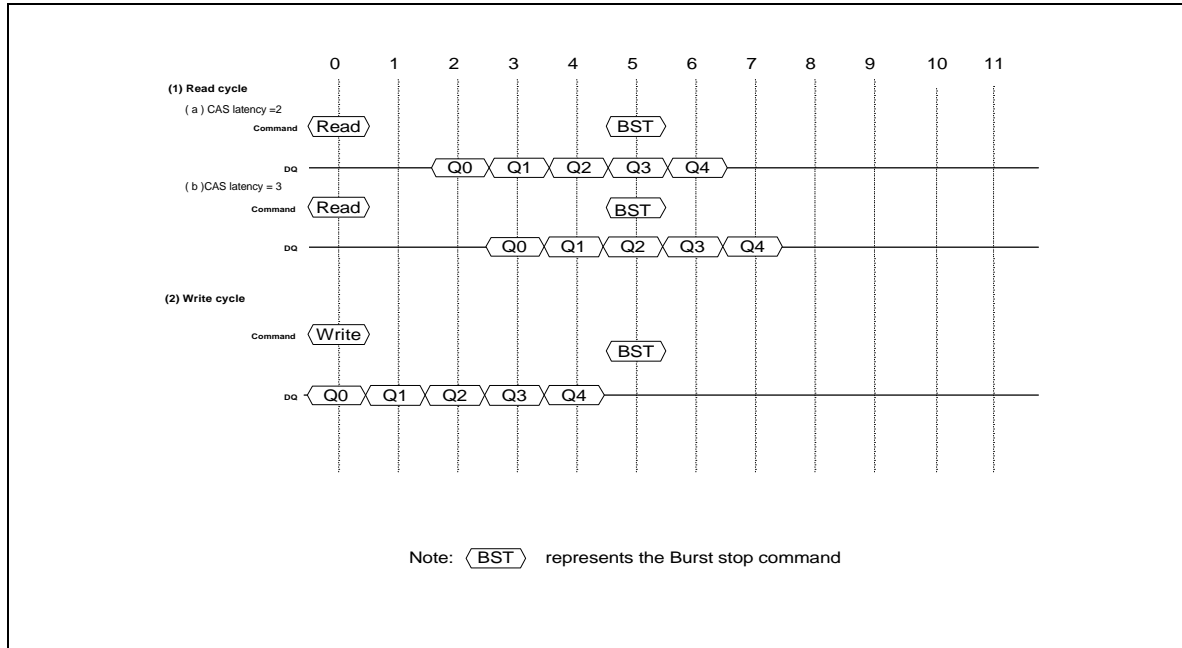 0 1 2 3 4 5 6 7 8 9 10 11
(1) Read cycle
( a ) CAS latency =2
Command Read BST
DQ Q0 Q1 Q2 Q3 Q4
( b )CAS latency = 3
Command Read BST
DQ Q0 Q1 Q2 Q3 Q4
(2) Write cycle
Command Write BST
DQ Q0 Q1 Q2 Q3 Q4
Note: BST represents the Burst stop command